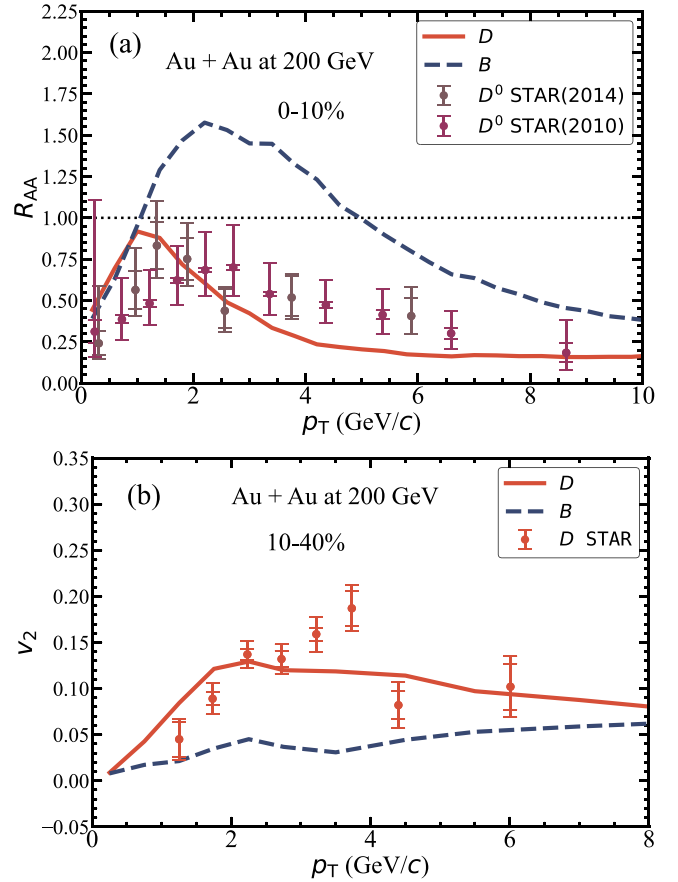 2.25
2.00
1.75
1.50
1.25
1.00
0.75
0.50
0.25
0.00
R_AA
(a)
Au + Au at 200 GeV
0-10%
D
B
D⁰ STAR(2014)
D⁰ STAR(2010)
0 2 4 6 8 10
p_T (GeV/c)
0.35
0.30
0.25
0.20
0.15
0.10
0.05
0.00
−0.05
v₂
(b)
Au + Au at 200 GeV
10-40%
D
B
D STAR
0 2 4 6 8
p_T (GeV/c)